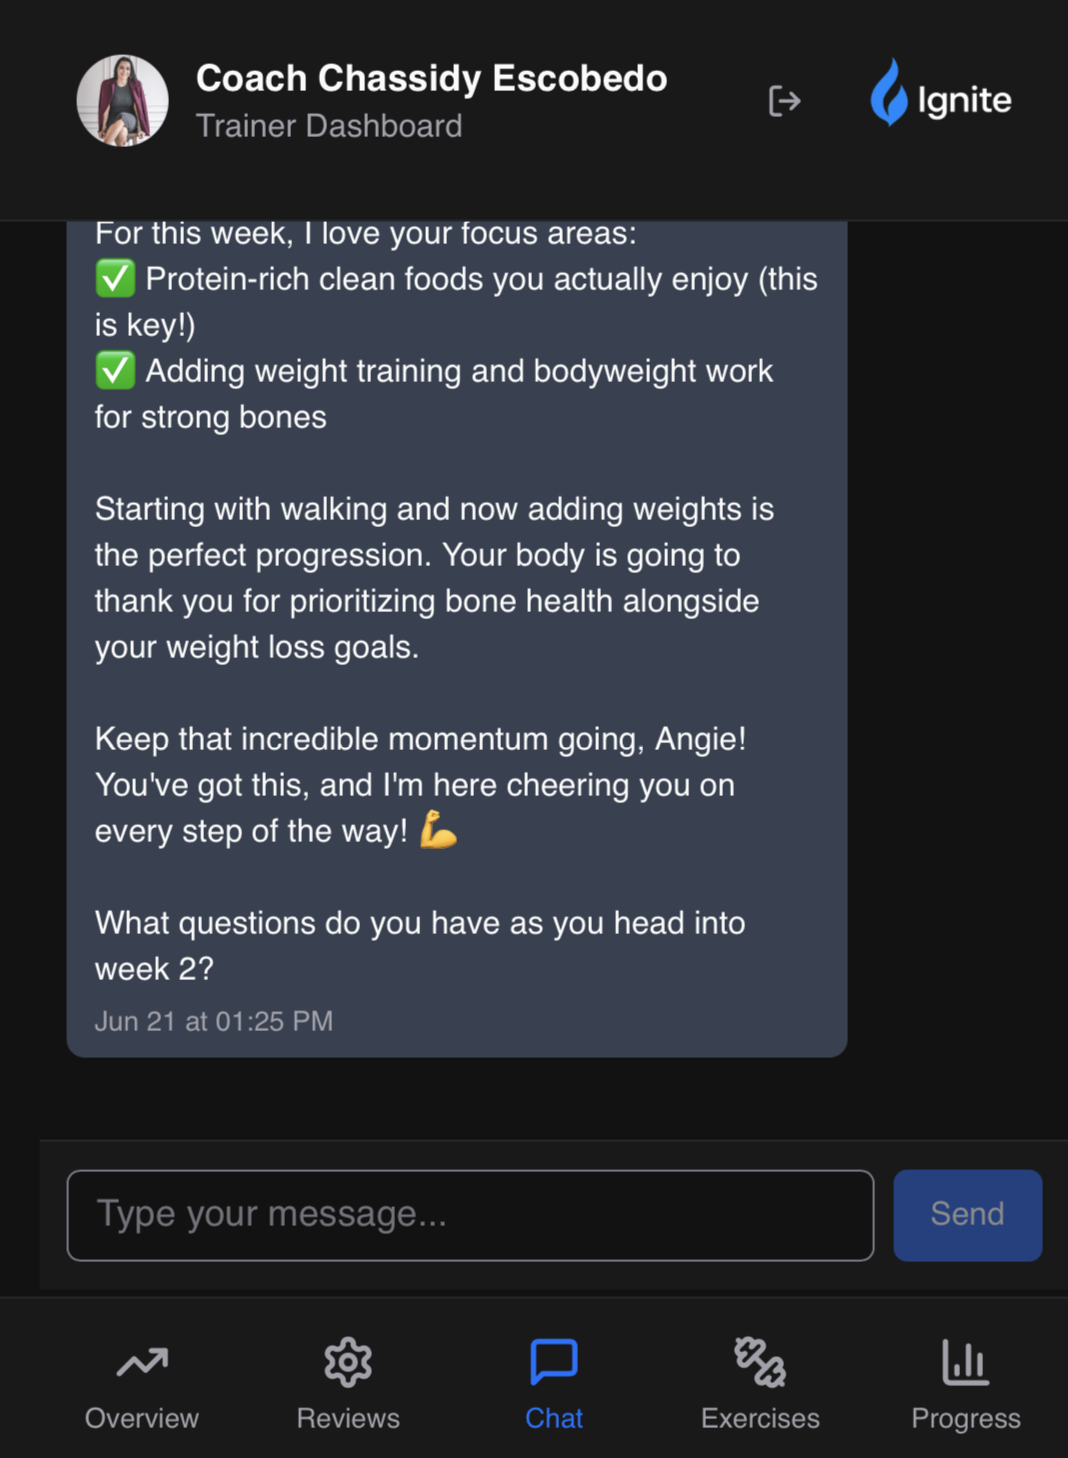 Coach Chassidy Escobedo
Trainer Dashboard
Ignite
For this week, I love your focus areas:
✅ Protein-rich clean foods you actually enjoy (this
is key!)
✅ Adding weight training and bodyweight work
for strong bones
Starting with walking and now adding weights is
the perfect progression. Your body is going to
thank you for prioritizing bone health alongside
your weight loss goals.
Keep that incredible momentum going, Angie!
You've got this, and I'm here cheering you on
every step of the way! 💪
What questions do you have as you head into
week 2?
Jun 21 at 01:25 PM
Type your message...
Send
Overview
Reviews
Chat
Exercises
Progress